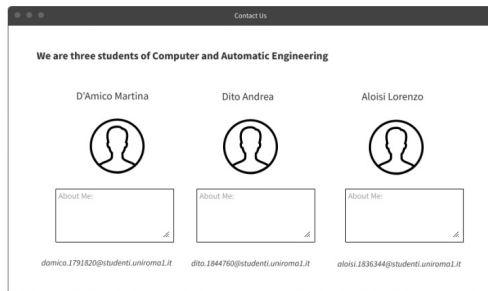 Contact Us
We are three students of Computer and Automatic Engineering
D'Amico Martina Dito Andrea Aloisi Lorenzo
About Me: About Me: About Me:
damico.1791820@studenti.uniroma1.it dito.1844760@studenti.uniroma1.it aloisi.1836344@studenti.uniroma1.it